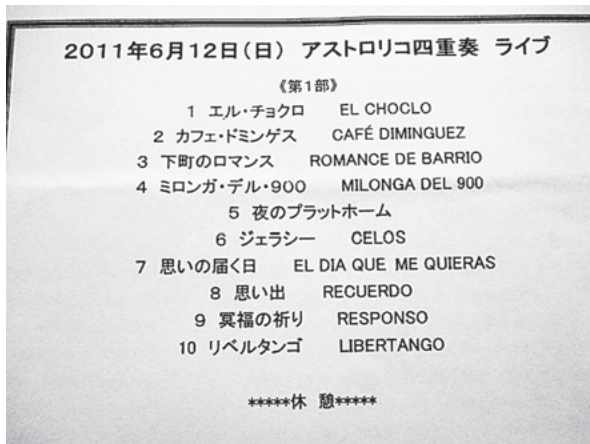 2011年6月12日(日) アストロリコ四重奏 ライブ
《第1部》
1 エル・チョクロ EL CHOCLO
2 カフェ・ドミンゲス CAFÉ DIMINGUEZ
3 下町のロマンス ROMANCE DE BARRIO
4 ミロンガ・デル・900 MILONGA DEL 900
5 夜のプラットホーム
6 ジェラシー CELOS
7 思いの届く日 EL DIA QUE ME QUIERAS
8 思い出 RECUERDO
9 冥福の祈り RESPONSO
10 リベルタンゴ LIBERTANGO
*****休 憩*****